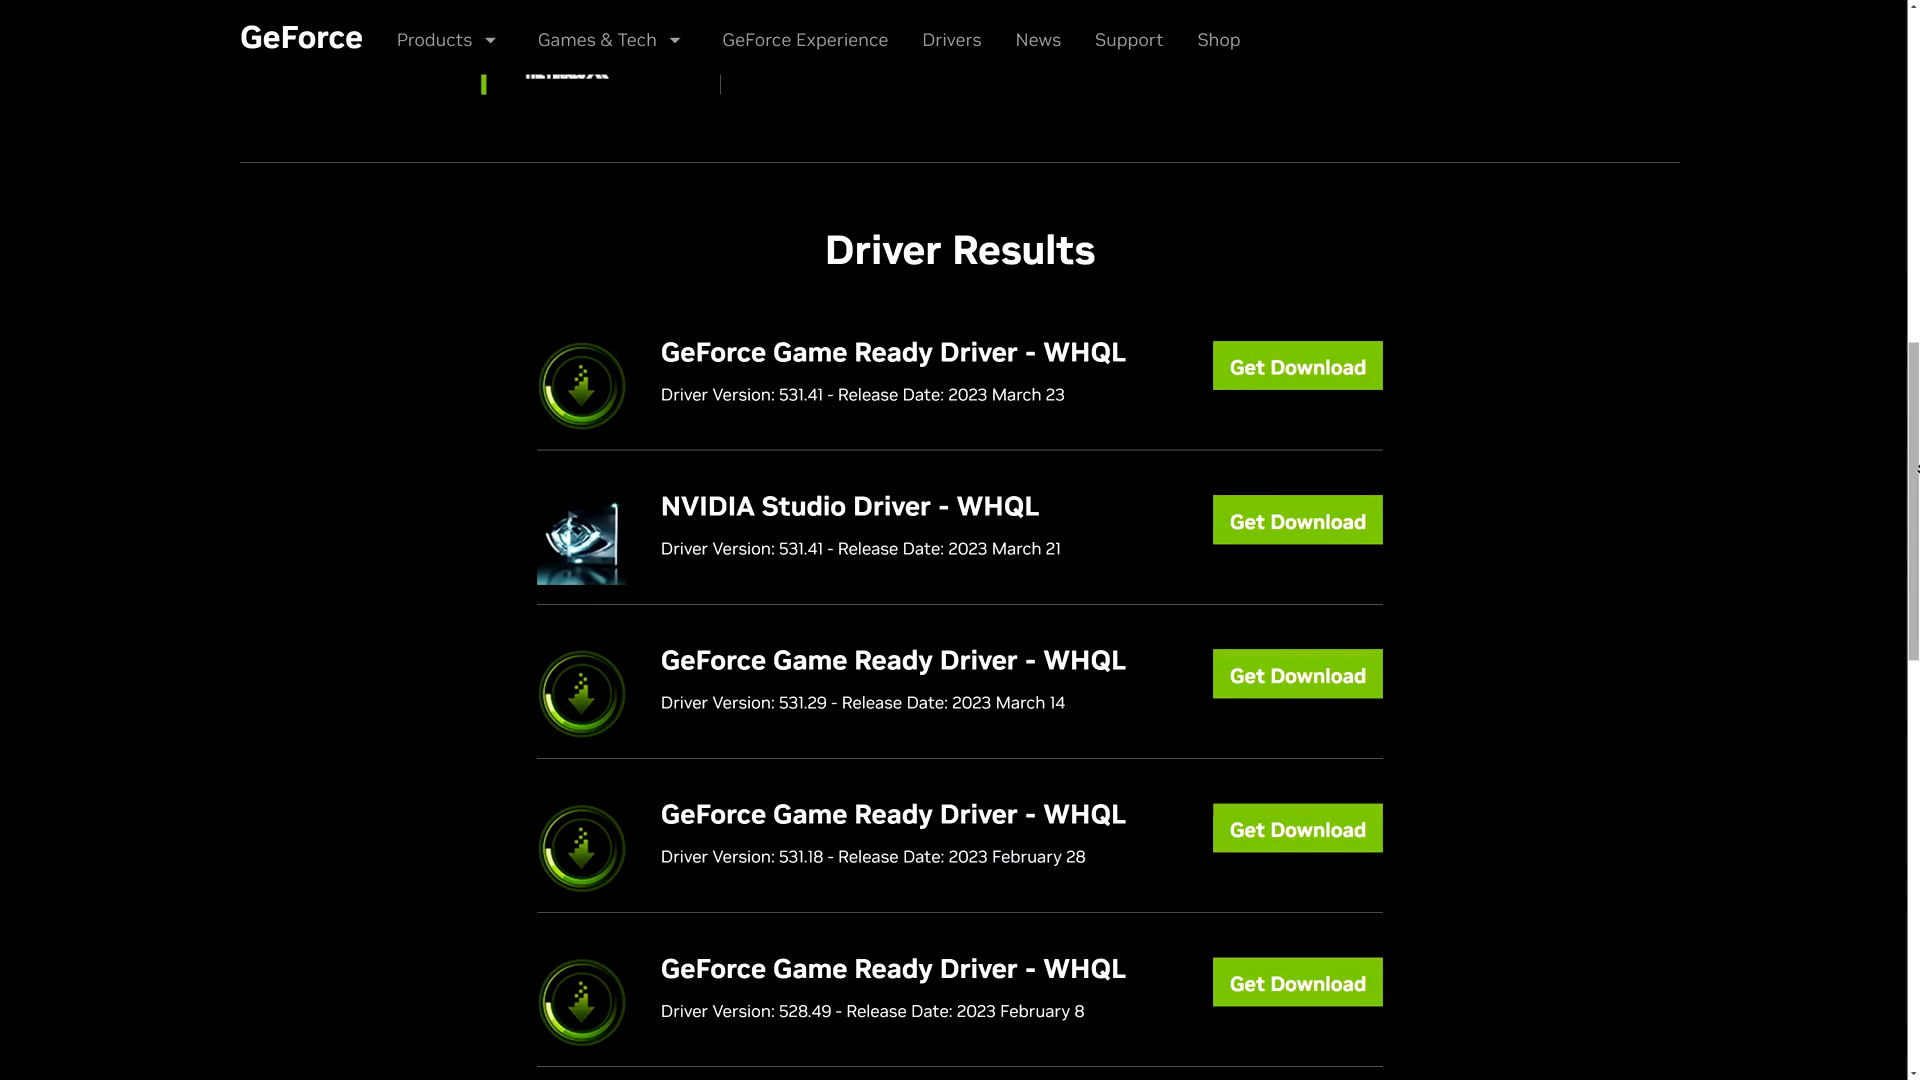 GeForce Products Games & Tech GeForce Experience Drivers News Support Shop
Driver Results
GeForce Game Ready Driver - WHQL
Get Download
Driver Version: 531.41 - Release Date: 2023 March 23
NVIDIA Studio Driver - WHQL
Get Download
Driver Version: 531.41 - Release Date: 2023 March 21
GeForce Game Ready Driver - WHQL
Get Download
Driver Version: 531.29 - Release Date: 2023 March 14
GeForce Game Ready Driver - WHQL
Get Download
Driver Version: 531.18 - Release Date: 2023 February 28
GeForce Game Ready Driver - WHQL
Get Download
Driver Version: 528.49 - Release Date: 2023 February 8